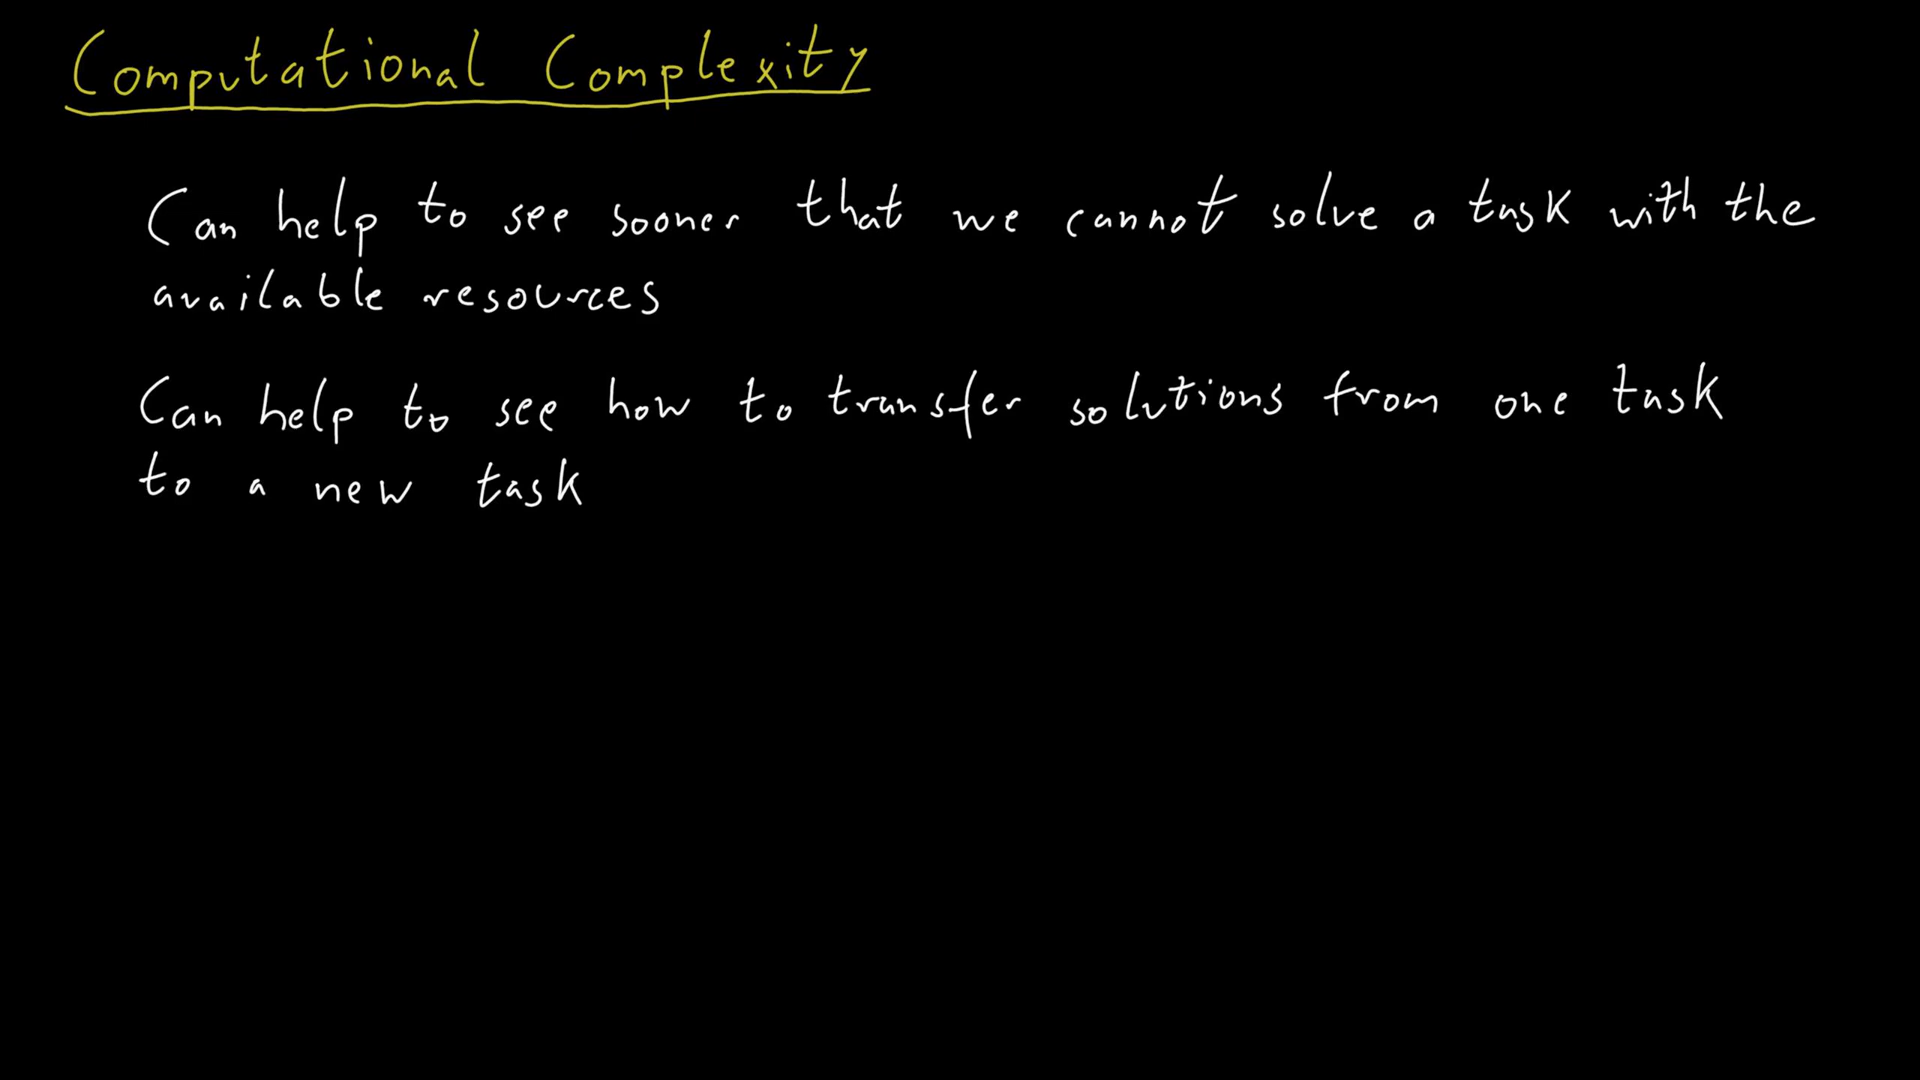 Computational Complexity
Can help to see sooner that we cannot solve a task with the
available resources
Can help to see how to transfer solutions from one task
to a new task